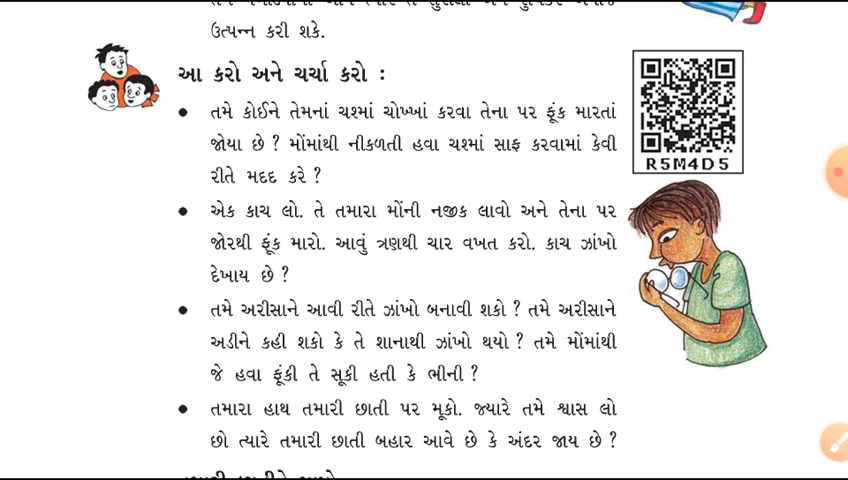 ઉત્પન્ન કરી શકે.
આ કરો અને ચર્ચા કરો :
• તમે કોઈને તેમનાં ચશ્માં ચોખ્ખાં કરવા તેના પર ફૂંક મારતાં
જોયા છે ? મોંમાંથી નીકળતી હવા ચશ્માં સાફ કરવામાં કેવી
રીતે મદદ કરે ?
R5M4D5
• એક કાચ લો. તે તમારા મોંની નજીક લાવો અને તેના પર
જોરથી ફૂંક મારો. આવું ત્રણથી ચાર વખત કરો. કાચ ઝાંખો
દેખાય છે ?
• તમે અરીસાને આવી રીતે ઝાંખો બનાવી શકો ? તમે અરીસાને
અડીને કહી શકો કે તે શાનાથી ઝાંખો થયો ? તમે મોંમાંથી
જે હવા ફૂંકી તે સૂકી હતી કે ભીની ?
• તમારા હાથ તમારી છાતી પર મૂકો. જ્યારે તમે શ્વાસ લો
છો ત્યારે તમારી છાતી બહાર આવે છે કે અંદર જાય છે ?